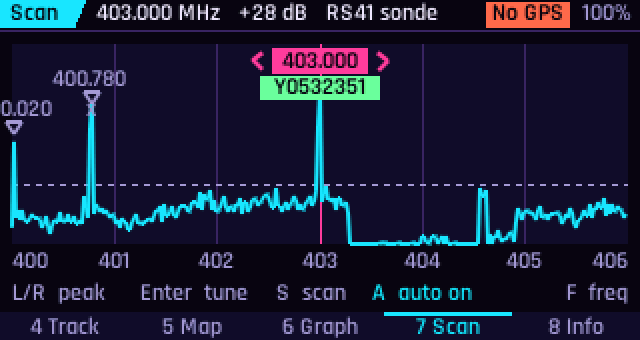 Scan 403.000 MHz +28 dB RS41 sonde No GPS 100%
< 403.000 >
400.780
Y0532351
0.020
400 401 402 403 404 405 406
L/R peak Enter tune S scan A auto on F freq
4 Track 5 Map 6 Graph 7 Scan 8 Info